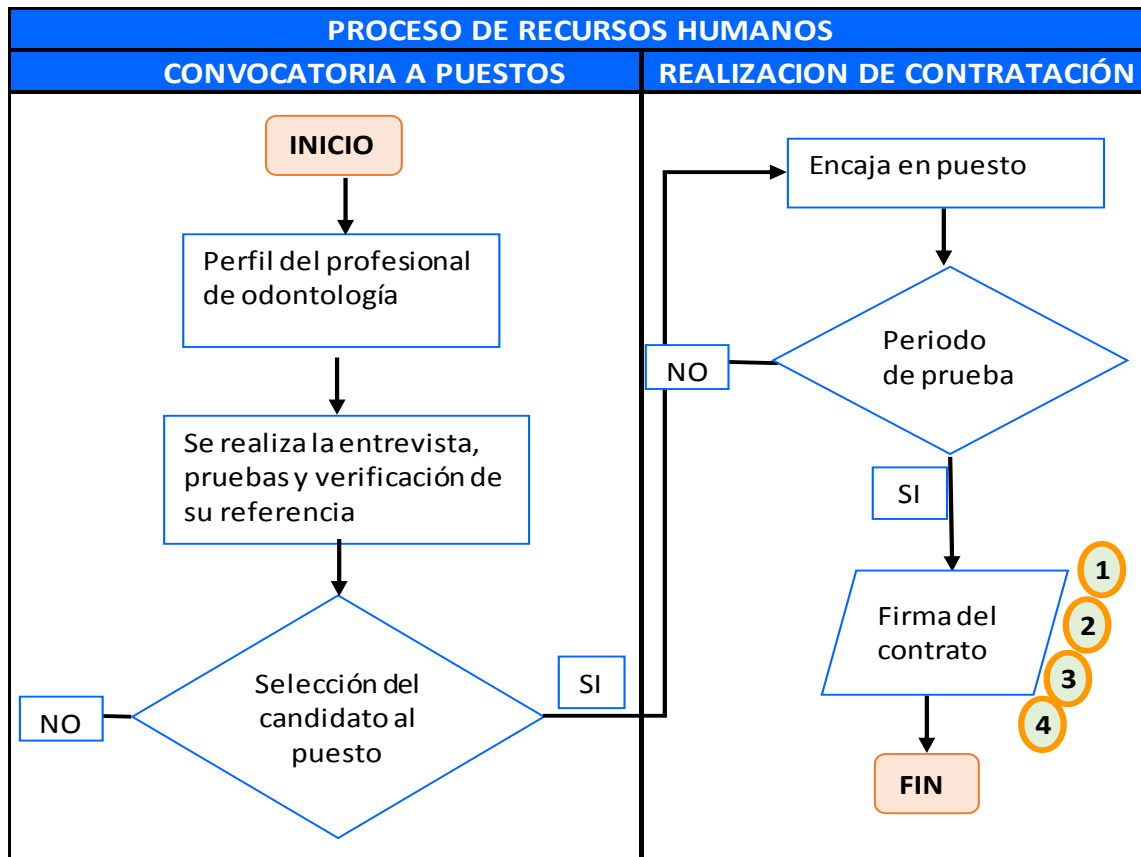 PROCESO DE RECURSOS HUMANOS
CONVOCATORIA A PUESTOS
REALIZACION DE CONTRATACIÓN
INICIO
Perfil del profesional
de odontología
Se realiza la entrevista,
pruebas y verificación de
su referencia
Selección del
candidato al
puesto
NO
SI
Encaja en puesto
Periodo
de prueba
NO
SI
Firma del
contrato
1
2
3
4
FIN